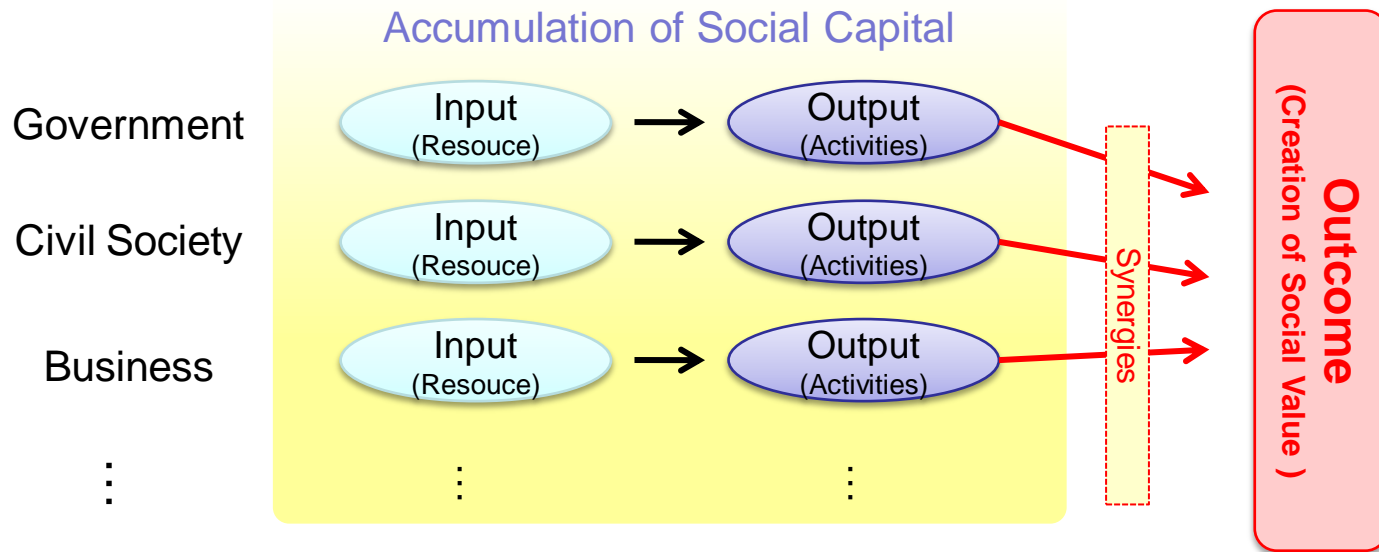 Accumulation of Social Capital
Government
Input
(Resouce)
Output
(Activities)
Civil Society
Input
(Resouce)
Output
(Activities)
Business
Input
(Resouce)
Output
(Activities)
⋮
⋮
⋮
Synergies
Outcome
(Creation of Social Value )